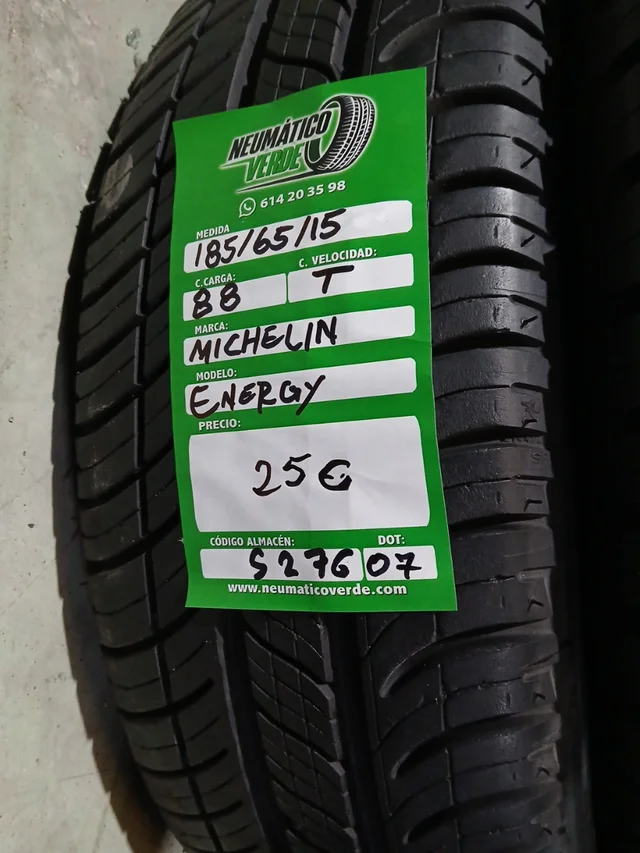 NEUMÁTICO
VERDE
614 20 35 98
MEDIDA
185/65/15
C.CARGA: C. VELOCIDAD:
88 T
MARCA:
MICHELIN
MODELO:
ENERGY
PRECIO:
25 €
CÓDIGO ALMACÉN: DOT:
S276 07
www.neumaticoverde.com